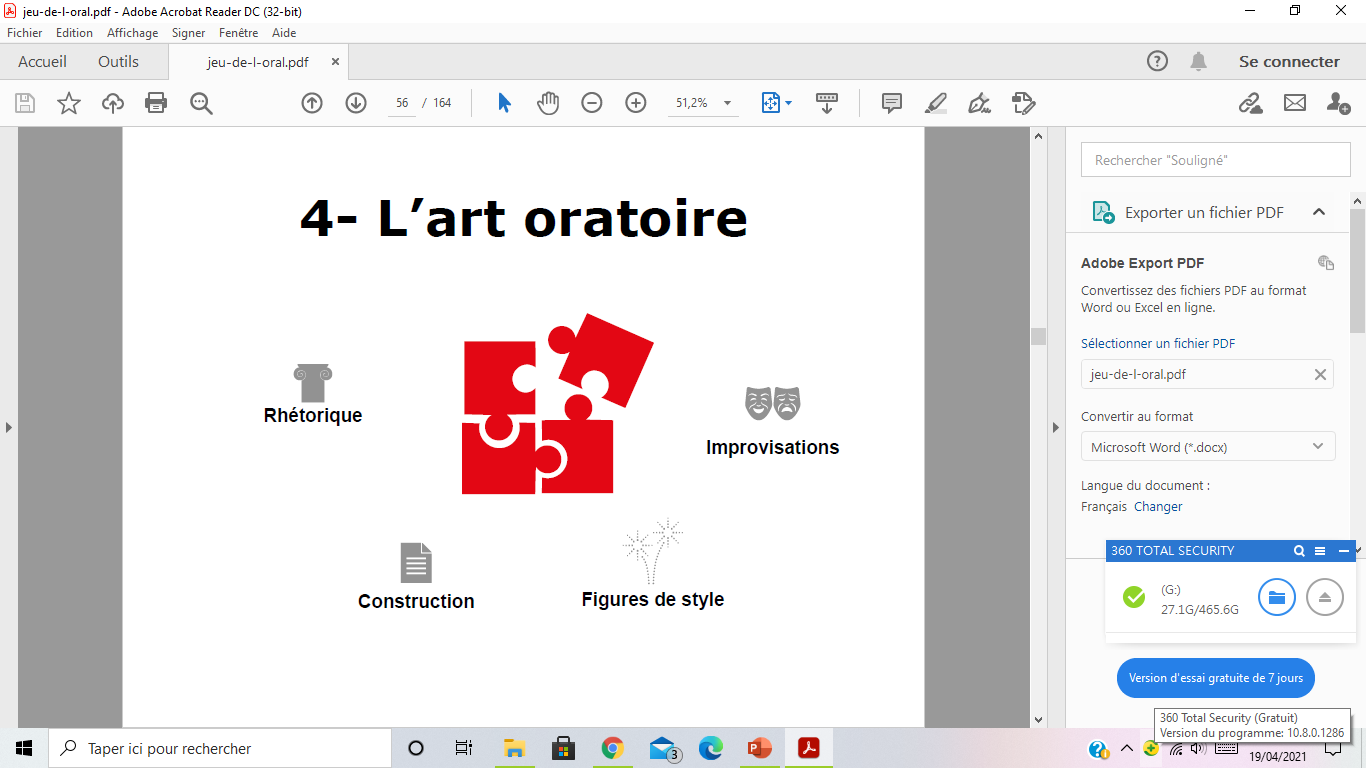 jeu-de-l-oral.pdf - Adobe Acrobat Reader DC (32-bit)
Fichier Edition Affichage Signer Fenêtre Aide
Accueil Outils jeu-de-l-oral.pdf × Se connecter
56 / 164 51,2%
4- L’art oratoire
Rhétorique
Improvisations
Construction
Figures de style
Rechercher "Souligné"
Exporter un fichier PDF
Adobe Export PDF
Convertissez des fichiers PDF au format
Word ou Excel en ligne.
Sélectionner un fichier PDF
jeu-de-l-oral.pdf
Convertir au format
Microsoft Word (*.docx)
Langue du document :
Français Changer
360 TOTAL SECURITY
(G:)
27.1G/465.6G
Version d'essai gratuite de 7 jours
360 Total Security (Gratuit)
Version du programme: 10.8.0.1286
Taper ici pour rechercher
3
19/04/2021